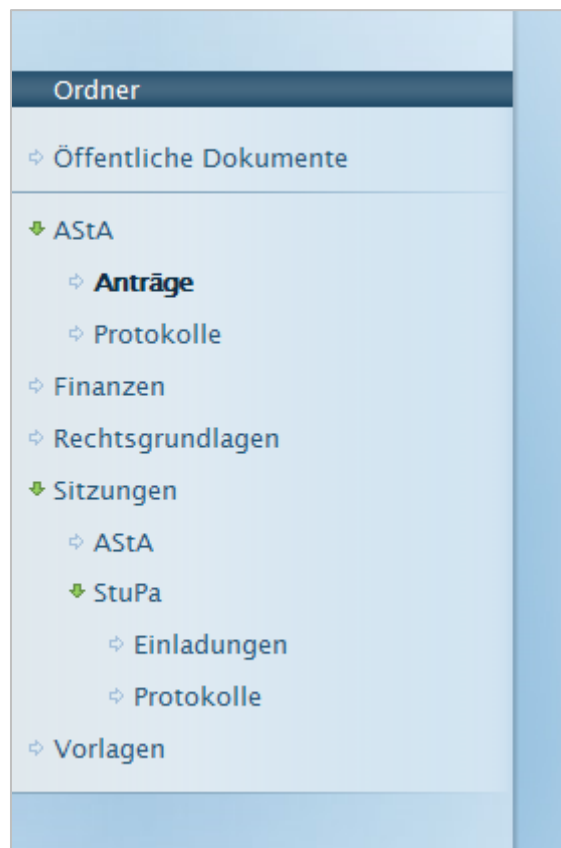 Ordner
Öffentliche Dokumente
AStA
Anträge
Protokolle
Finanzen
Rechtsgrundlagen
Sitzungen
AStA
StuPa
Einladungen
Protokolle
Vorlagen